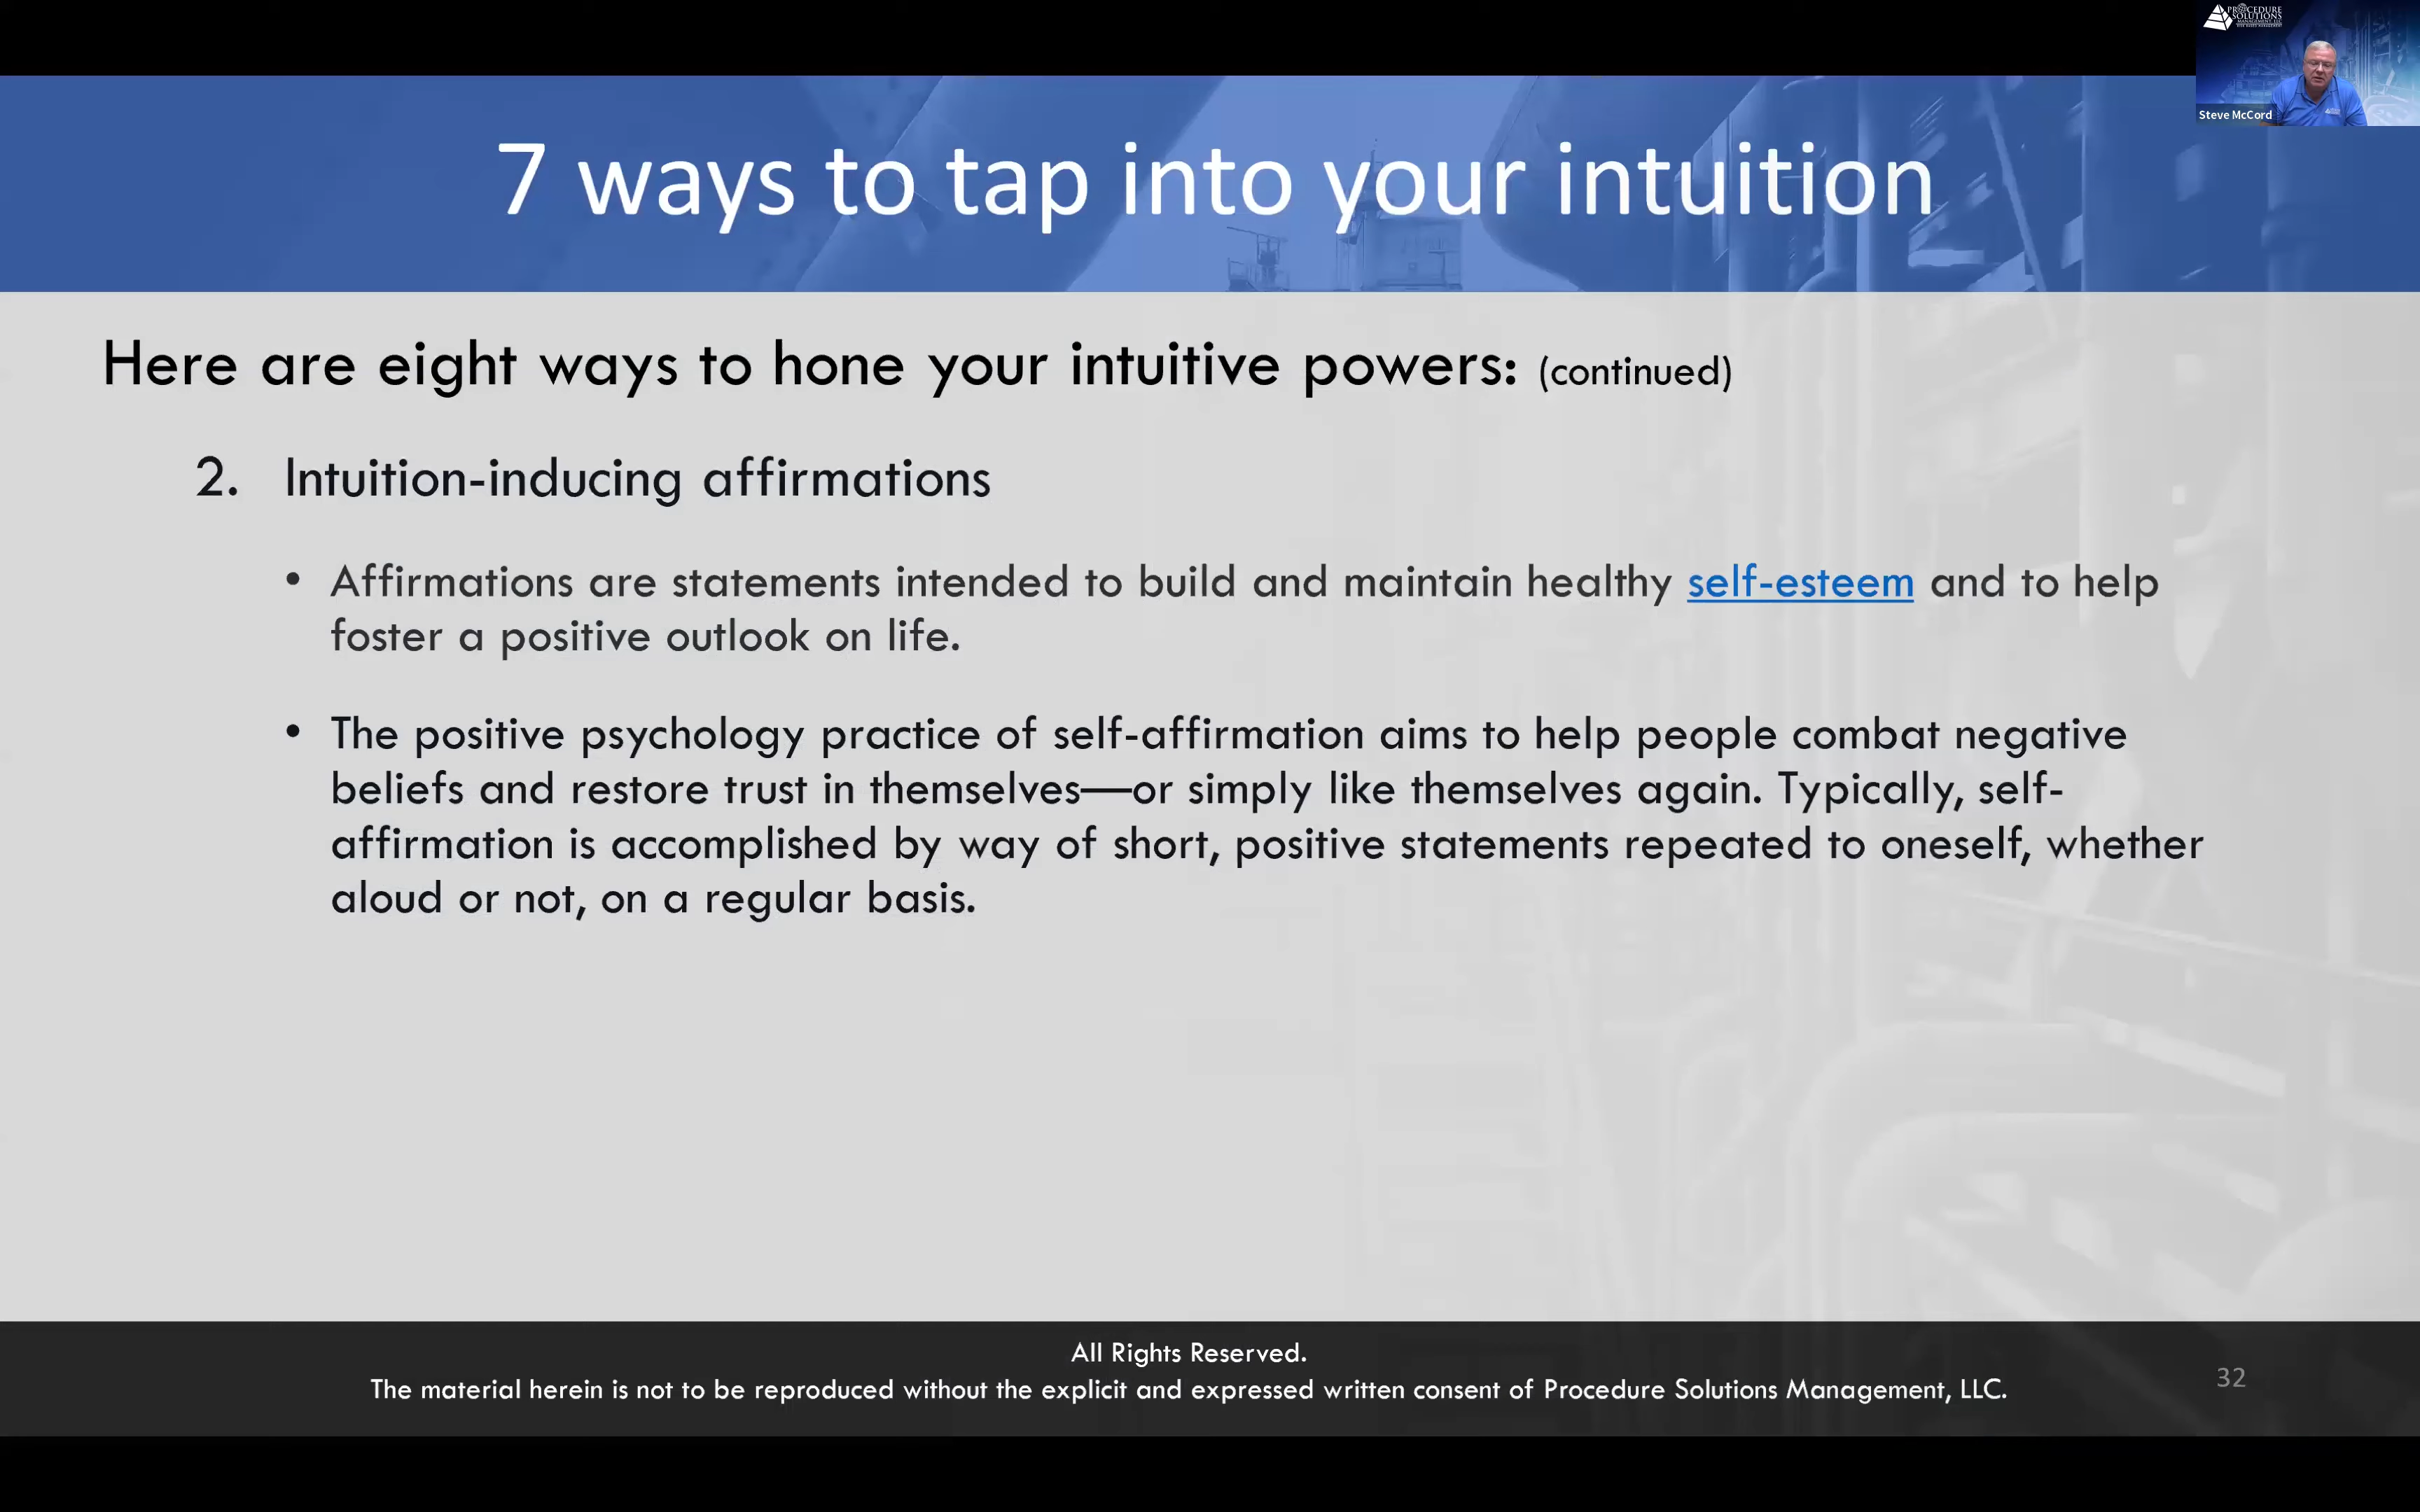 PROCEDURE
SOLUTIONS
Steve McCord
7 ways to tap into your intuition
Here are eight ways to hone your intuitive powers: (continued)
2. Intuition-inducing affirmations
• Affirmations are statements intended to build and maintain healthy self-esteem and to help
foster a positive outlook on life.
• The positive psychology practice of self-affirmation aims to help people combat negative
beliefs and restore trust in themselves—or simply like themselves again. Typically, self-
affirmation is accomplished by way of short, positive statements repeated to oneself, whether
aloud or not, on a regular basis.
All Rights Reserved.
The material herein is not to be reproduced without the explicit and expressed written consent of Procedure Solutions Management, LLC.
32